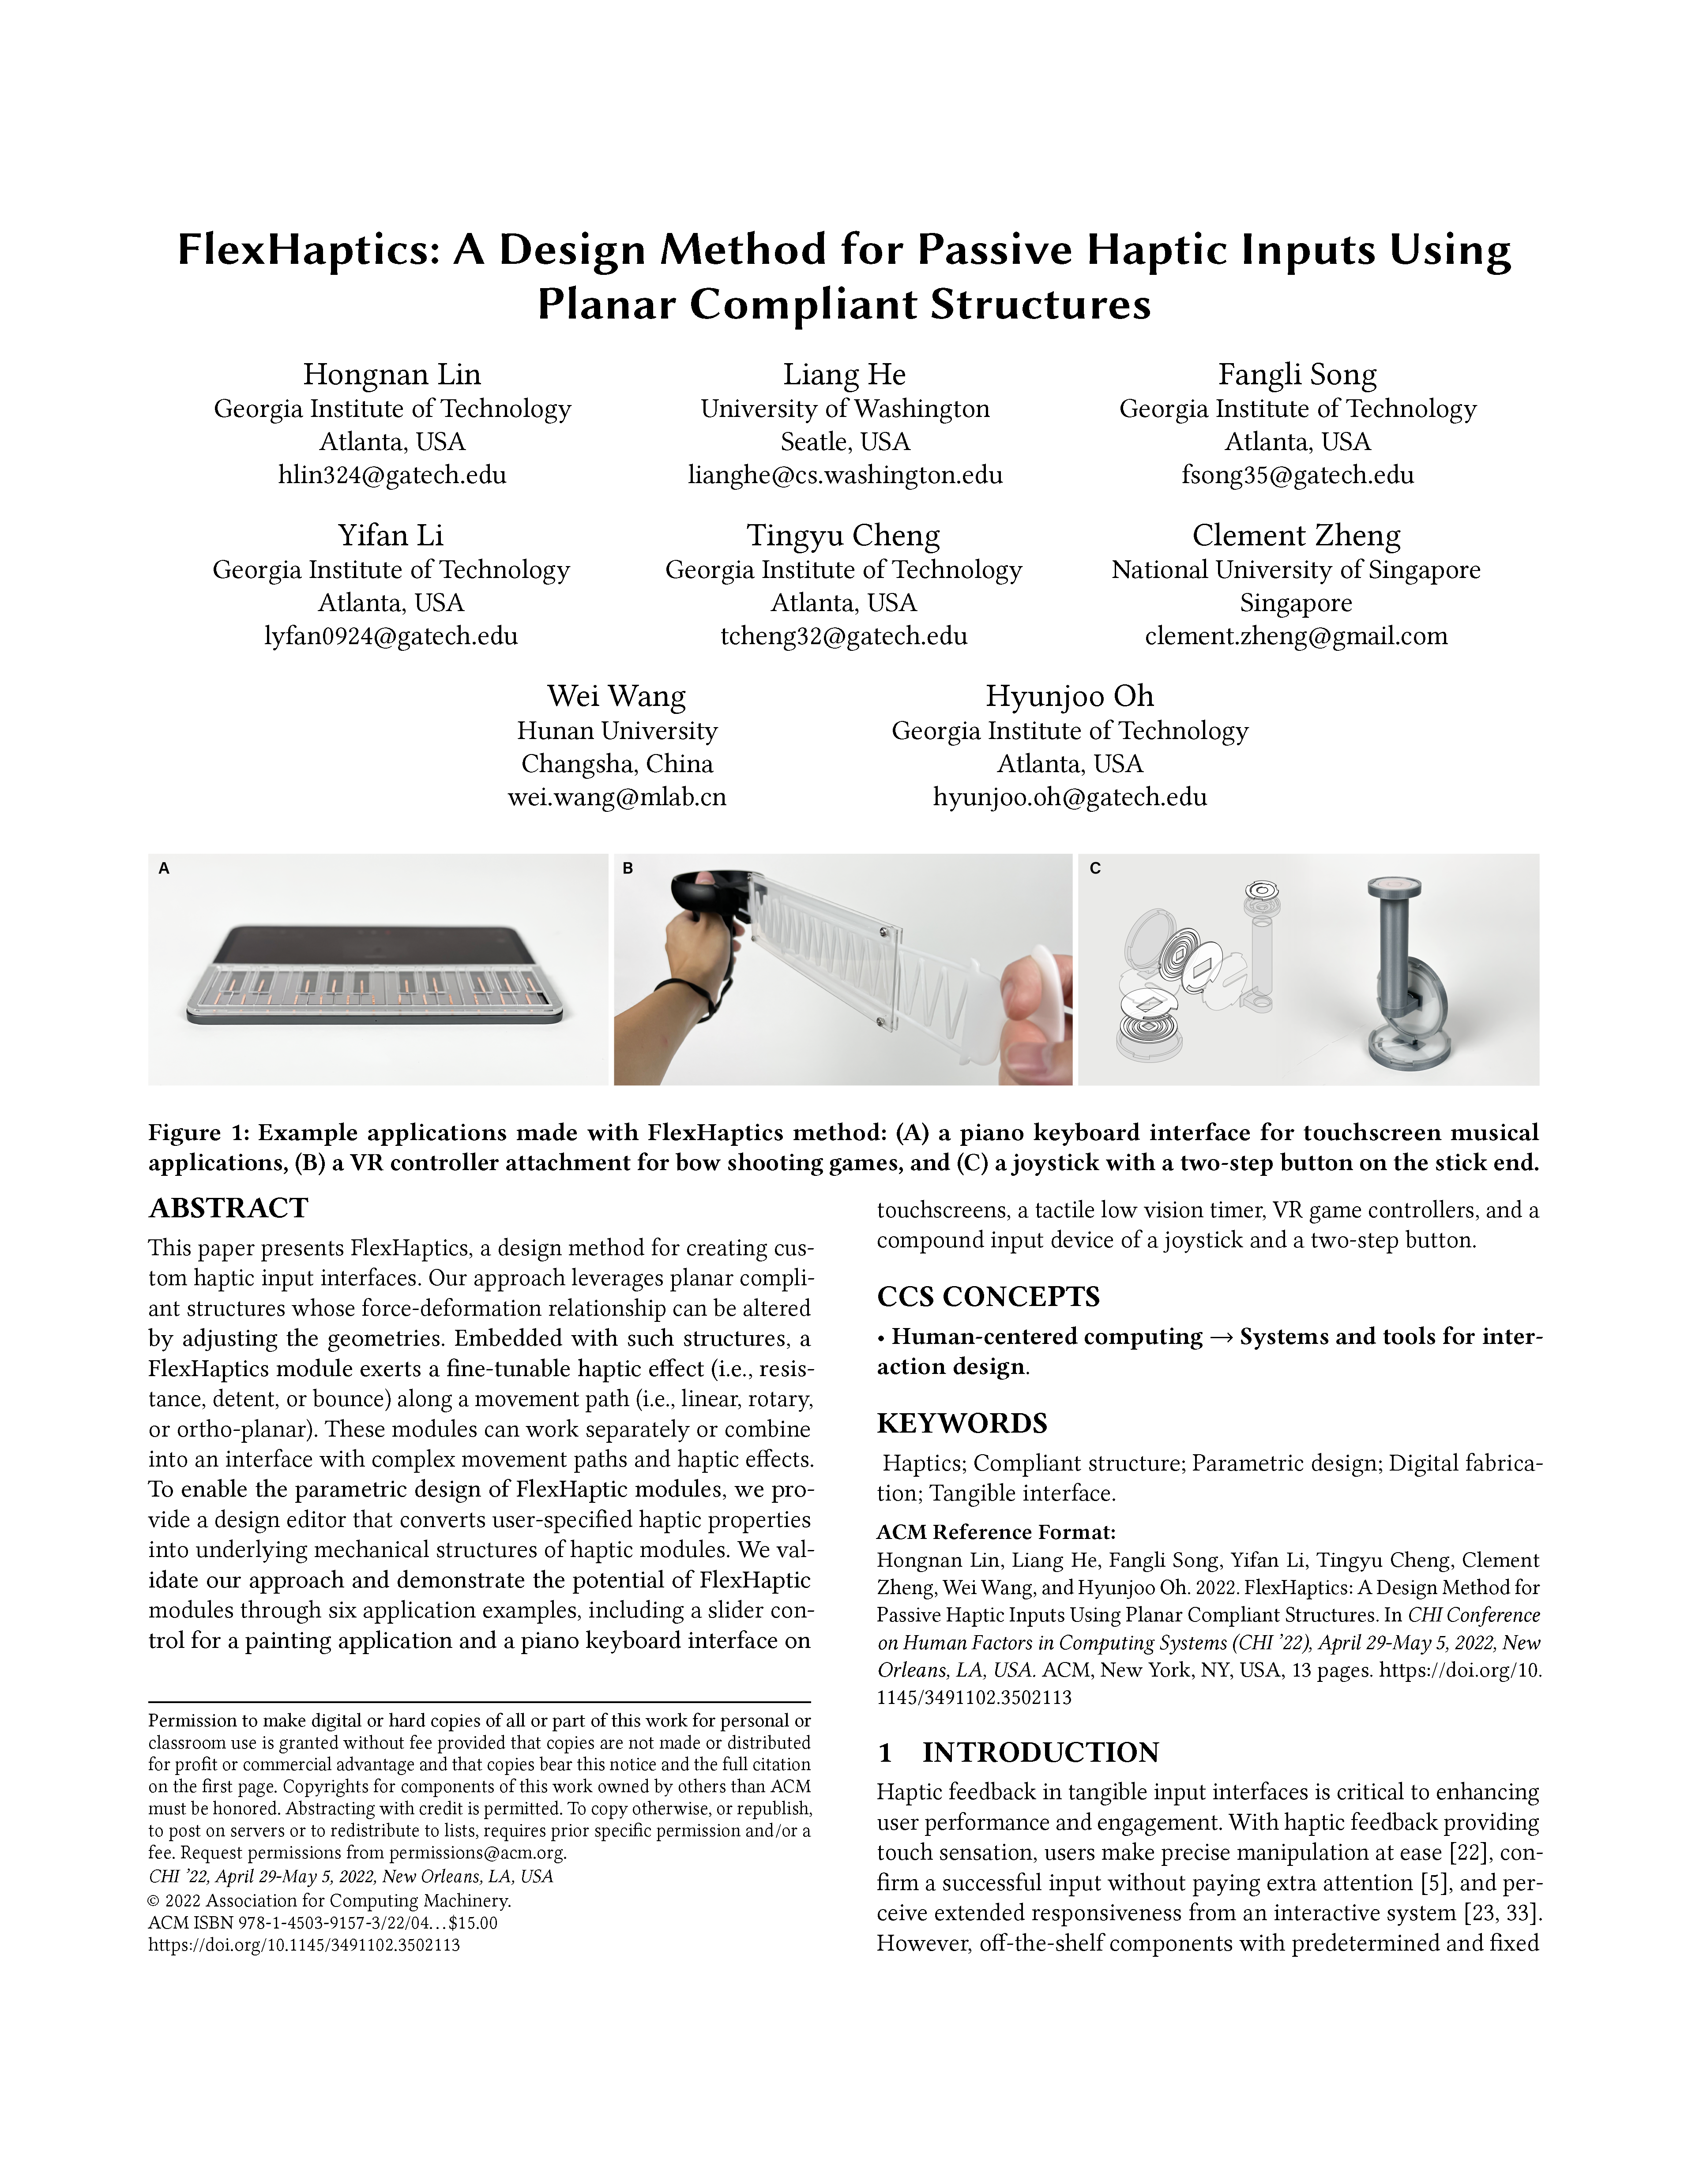 FlexHaptics: A Design Method for Passive Haptic Inputs Using
Planar Compliant Structures
Hongnan Lin
Georgia Institute of Technology
Atlanta, USA
hlin324@gatech.edu
Liang He
University of Washington
Seatle, USA
lianghe@cs.washington.edu
Fangli Song
Georgia Institute of Technology
Atlanta, USA
fsong35@gatech.edu
Yifan Li
Georgia Institute of Technology
Atlanta, USA
lyfan0924@gatech.edu
Tingyu Cheng
Georgia Institute of Technology
Atlanta, USA
tcheng32@gatech.edu
Clement Zheng
National University of Singapore
Singapore
clement.zheng@gmail.com
Wei Wang
Hunan University
Changsha, China
wei.wang@mlab.cn
Hyunjoo Oh
Georgia Institute of Technology
Atlanta, USA
hyunjoo.oh@gatech.edu
A
B
C
Figure 1: Example applications made with FlexHaptics method: (A) a piano keyboard interface for touchscreen musical
applications, (B) a VR controller attachment for bow shooting games, and (C) a joystick with a two-step button on the stick end.
ABSTRACT
This paper presents FlexHaptics, a design method for creating cus-
tom haptic input interfaces. Our approach leverages planar compli-
ant structures whose force-deformation relationship can be altered
by adjusting the geometries. Embedded with such structures, a
FlexHaptics module exerts a fine-tunable haptic effect (i.e., resis-
tance, detent, or bounce) along a movement path (i.e., linear, rotary,
or ortho-planar). These modules can work separately or combine
into an interface with complex movement paths and haptic effects.
To enable the parametric design of FlexHaptic modules, we pro-
vide a design editor that converts user-specified haptic properties
into underlying mechanical structures of haptic modules. We val-
idate our approach and demonstrate the potential of FlexHaptic
modules through six application examples, including a slider con-
trol for a painting application and a piano keyboard interface on
Permission to make digital or hard copies of all or part of this work for personal or
classroom use is granted without fee provided that copies are not made or distributed
for profit or commercial advantage and that copies bear this notice and the full citation
on the first page. Copyrights for components of this work owned by others than ACM
must be honored. Abstracting with credit is permitted. To copy otherwise, or republish,
to post on servers or to redistribute to lists, requires prior specific permission and/or a
fee. Request permissions from permissions@acm.org.
CHI '22, April 29-May 5, 2022, New Orleans, LA, USA
© 2022 Association for Computing Machinery.
ACM ISBN 978-1-4503-9157-3/22/04…$15.00
https://doi.org/10.1145/3491102.3502113
touchscreens, a tactile low vision timer, VR game controllers, and a
compound input device of a joystick and a two-step button.
CCS CONCEPTS
• Human-centered computing → Systems and tools for inter-
action design.
KEYWORDS
Haptics; Compliant structure; Parametric design; Digital fabrica-
tion; Tangible interface.
ACM Reference Format:
Hongnan Lin, Liang He, Fangli Song, Yifan Li, Tingyu Cheng, Clement
Zheng, Wei Wang, and Hyunjoo Oh. 2022. FlexHaptics: A Design Method for
Passive Haptic Inputs Using Planar Compliant Structures. In CHI Conference
on Human Factors in Computing Systems (CHI '22), April 29-May 5, 2022, New
Orleans, LA, USA. ACM, New York, NY, USA, 13 pages. https://doi.org/10.
1145/3491102.3502113
1 INTRODUCTION
Haptic feedback in tangible input interfaces is critical to enhancing
user performance and engagement. With haptic feedback providing
touch sensation, users make precise manipulation at ease [22], con-
firm a successful input without paying extra attention [5], and per-
ceive extended responsiveness from an interactive system [23, 33].
However, off-the-shelf components with predetermined and fixed